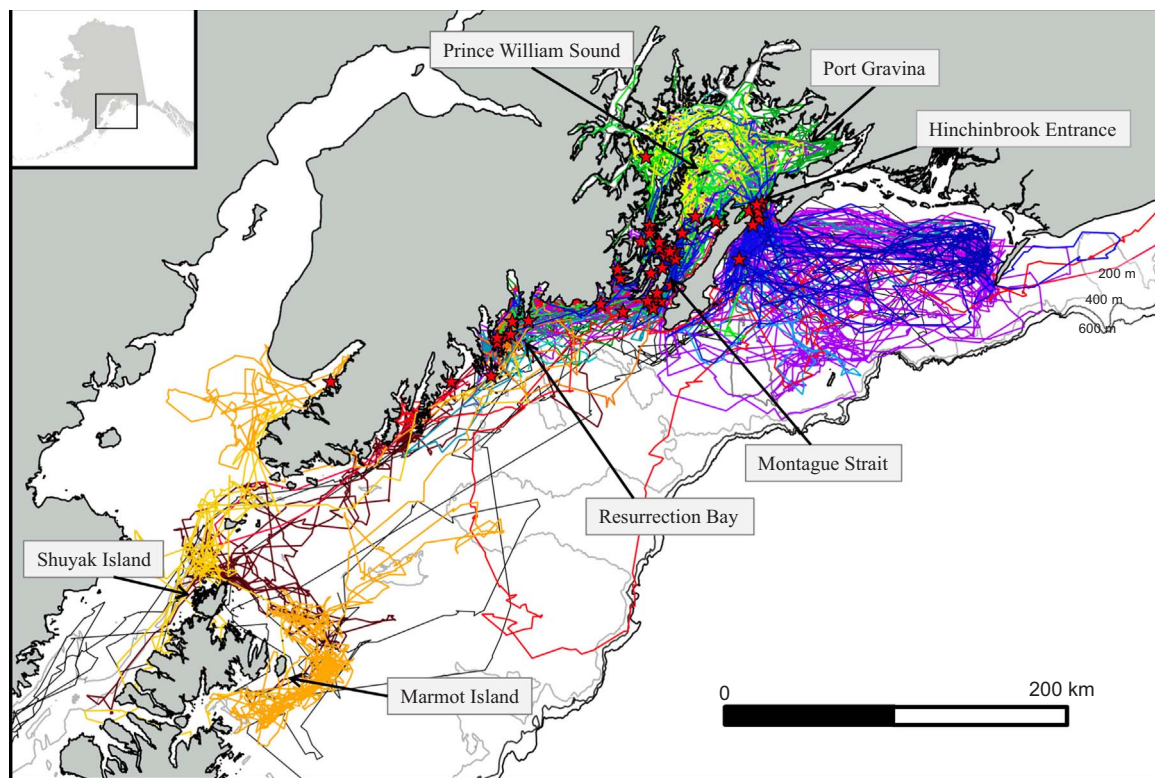 Prince William Sound
Port Gravina
Hinchinbrook Entrance
200 m
400 m
600 m
Montague Strait
Resurrection Bay
Shuyak Island
Marmot Island
0
200 km